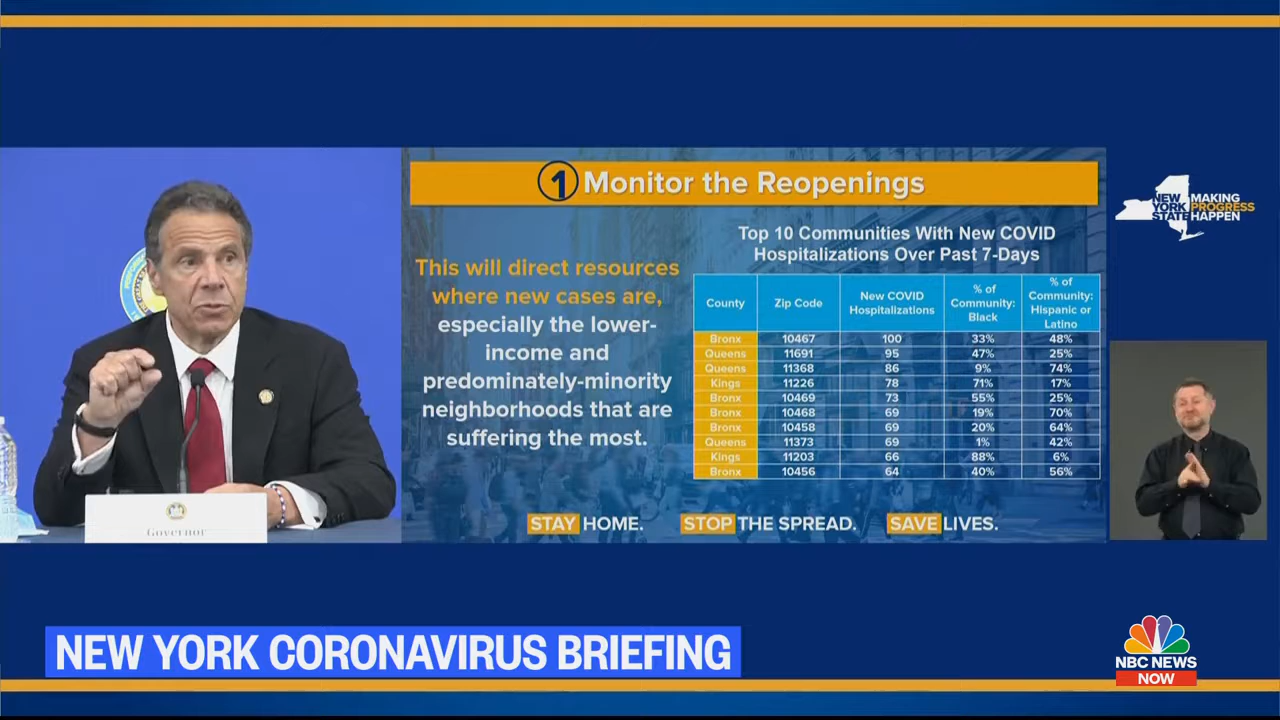 1 Monitor the Reopenings
This will direct resources
where new cases are,
especially the lower-
income and
predominately-minority
neighborhoods that are
suffering the most.
Top 10 Communities With New COVID
Hospitalizations Over Past 7-Days
County Zip Code New COVID Hospitalizations % of Community: Black % of Community: Hispanic or Latino
Bronx 10467 100 33% 48%
Queens 11691 95 47% 25%
Queens 11368 86 9% 74%
Kings 11226 78 71% 17%
Bronx 10469 73 55% 25%
Bronx 10468 69 19% 70%
Bronx 10458 69 20% 64%
Queens 11373 69 1% 42%
Kings 11203 66 88% 6%
Bronx 10456 64 40% 56%
STAY HOME. STOP THE SPREAD. SAVE LIVES.
NEW YORK STATE
MAKING
PROGRESS
HAPPEN
Governor
NEW YORK CORONAVIRUS BRIEFING
NBC NEWS
NOW